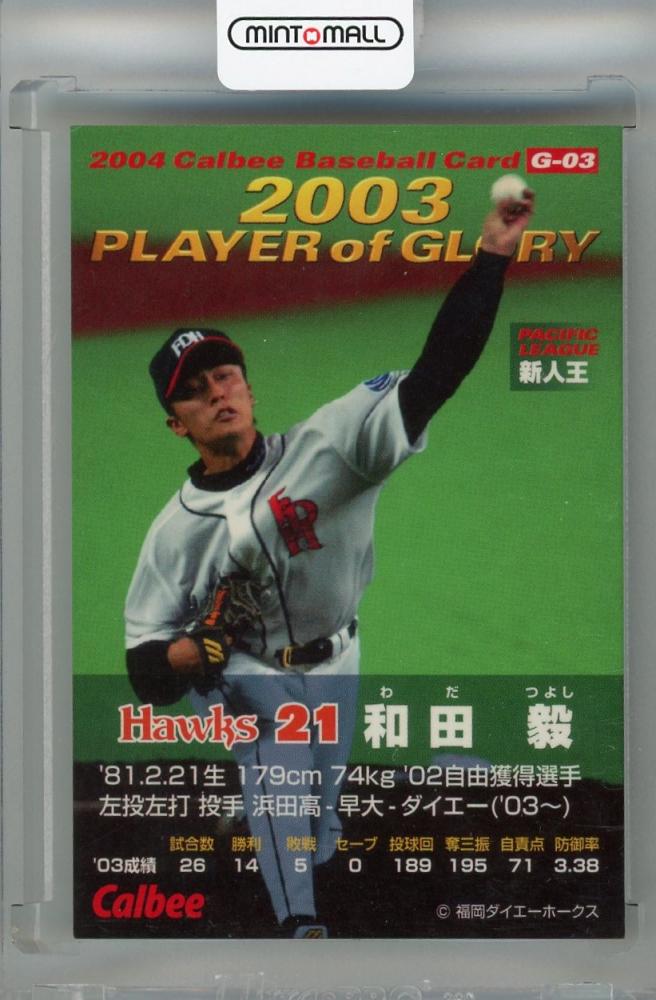 MINT MALL
2004 Calbee Baseball Card G-03
2003
PLAYER of GLORY
FDH
PACIFIC
LEAGUE
新人王
わ だ つよし
Hawks 21 和田 毅
'81.2.21生 179cm 74kg '02自由獲得選手
左投左打 投手 浜田高-早大-ダイエー('03〜)
試合数 勝利 敗戦 セーブ 投球回 奪三振 自責点 防御率
'03成績 26 14 5 0 189 195 71 3.38
Calbee
© 福岡ダイエーホークス